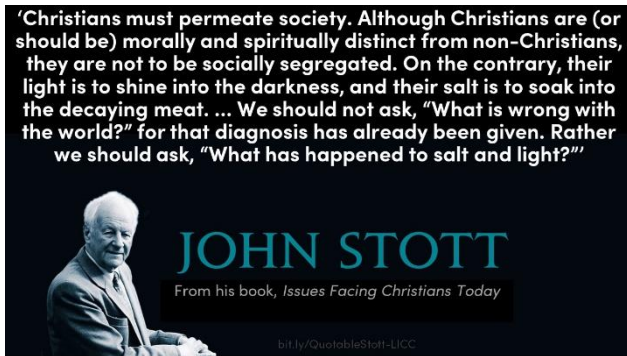 ‘Christians must permeate society. Although Christians are (or
should be) morally and spiritually distinct from non-Christians,
they are not to be socially segregated. On the contrary, their
light is to shine into the darkness, and their salt is to soak into
the decaying meat. ... We should not ask, “What is wrong with
the world?” for that diagnosis has already been given. Rather
we should ask, “What has happened to salt and light?”’
JOHN STOTT
From his book, Issues Facing Christians Today
bit.ly/QuotableStott-LICC